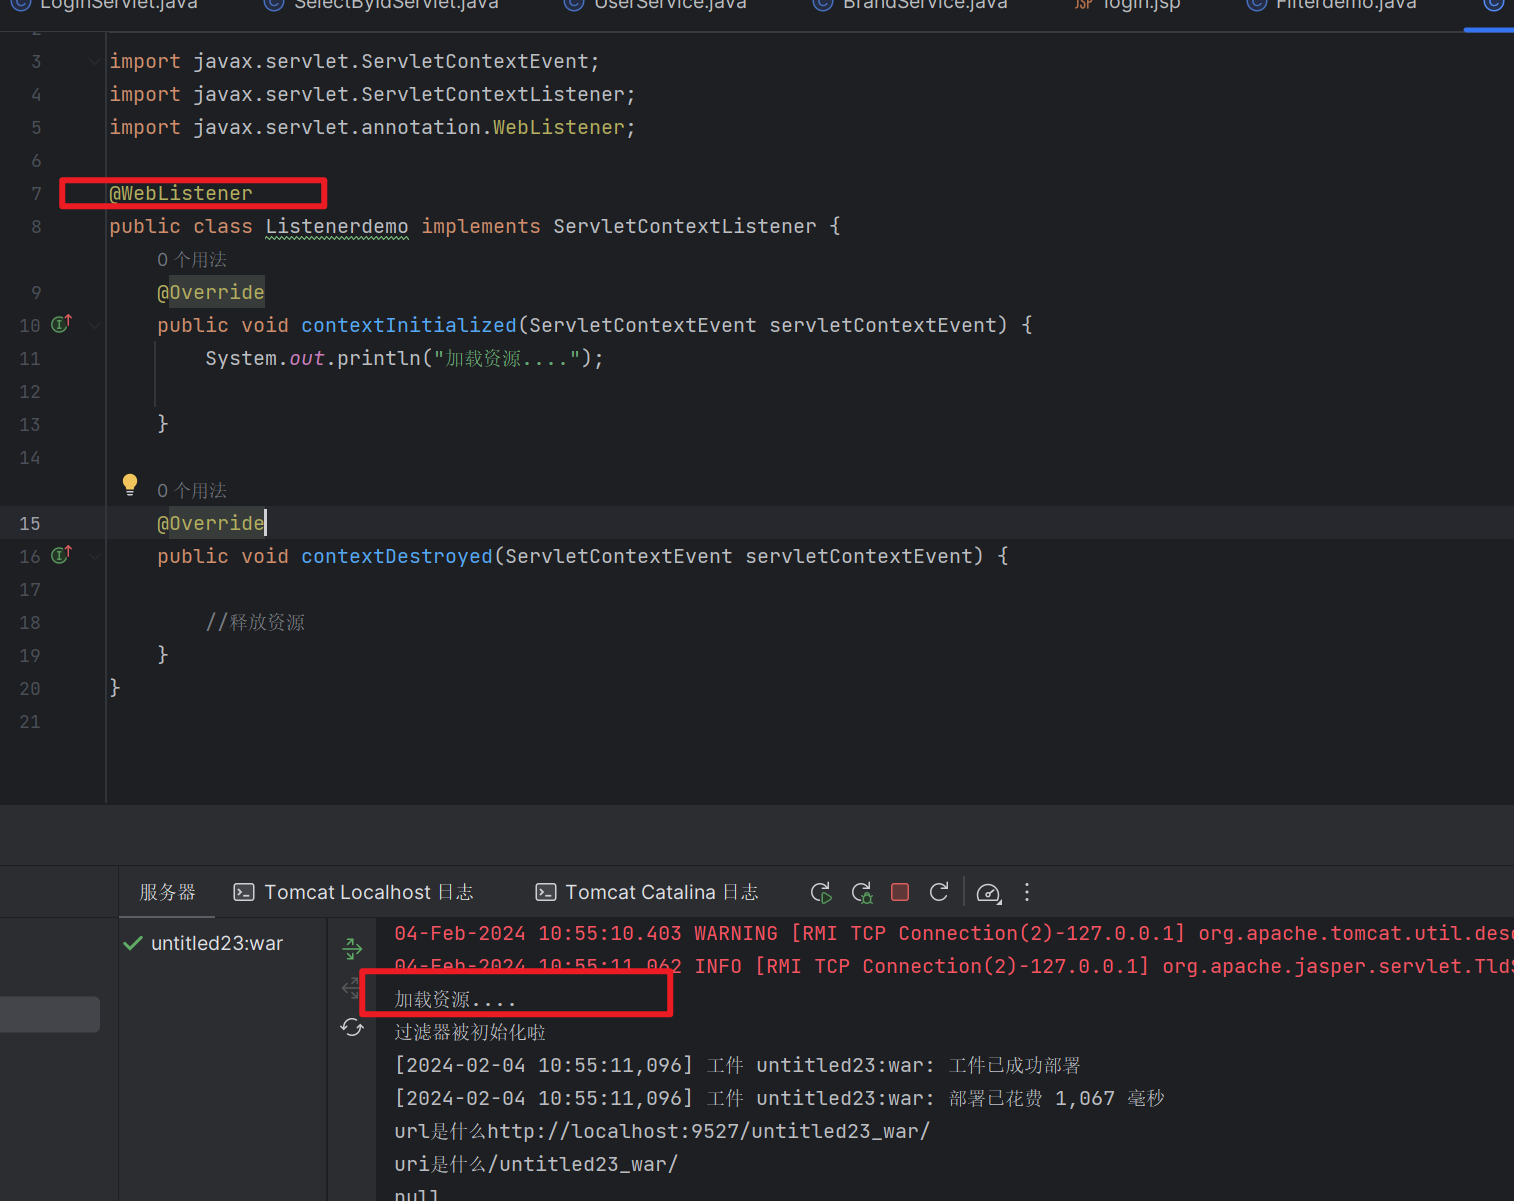 LoginServlet.java SelectByIdServlet.java UserService.java BrandService.java JSP login.jsp Filterdemo.java
2
3 import javax.servlet.ServletContextEvent;
4 import javax.servlet.ServletContextListener;
5 import javax.servlet.annotation.WebListener;
6
7 @WebListener
8 public class Listenerdemo implements ServletContextListener {
0 个用法
9 @Override
10 public void contextInitialized(ServletContextEvent servletContextEvent) {
11 System.out.println("加载资源....");
12
13 }
14
0 个用法
15 @Override
16 public void contextDestroyed(ServletContextEvent servletContextEvent) {
17
18 //释放资源
19 }
20 }
21
服务器 Tomcat Localhost 日志 Tomcat Catalina 日志
untitled23:war
04-Feb-2024 10:55:10.403 WARNING [RMI TCP Connection(2)-127.0.0.1] org.apache.tomcat.util.des
04-Feb-2024 10:55:11.062 INFO [RMI TCP Connection(2)-127.0.0.1] org.apache.jasper.servlet.Tld
加载资源....
过滤器被初始化啦
[2024-02-04 10:55:11,096] 工件 untitled23:war: 工件已成功部署
[2024-02-04 10:55:11,096] 工件 untitled23:war: 部署已花费 1,067 毫秒
url是什么http://localhost:9527/untitled23_war/
uri是什么/untitled23_war/
null